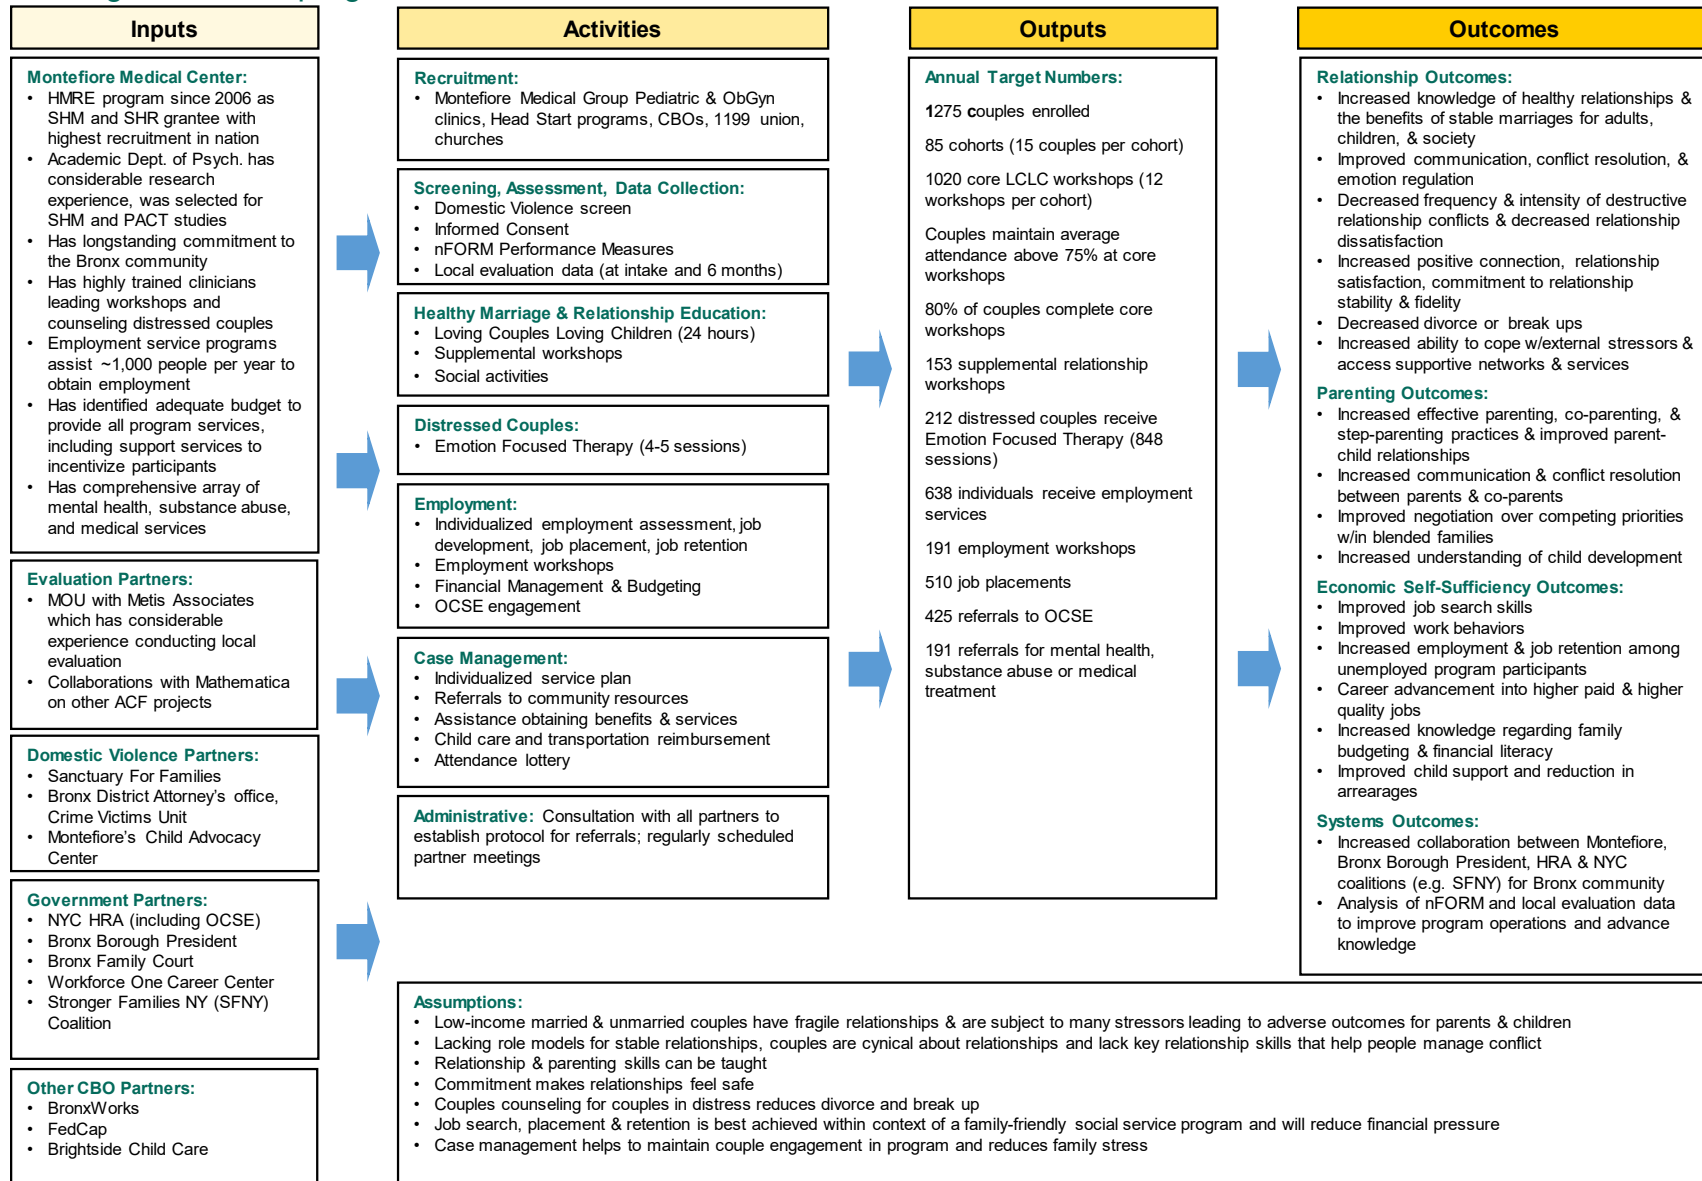 Inputs
Montefiore Medical Center:
• HMRE program since 2006 as
SHM and SHR grantee with
highest recruitment in nation
• Academic Dept. of Psych. has
considerable research
experience, was selected for
SHM and PACT studies
• Has longstanding commitment to
the Bronx community
• Has highly trained clinicians
leading workshops and
counseling distressed couples
• Employment service programs
assist ~1,000 people per year to
obtain employment
• Has identified adequate budget to
provide all program services,
including support services to
incentivize participants
• Has comprehensive array of
mental health, substance abuse,
and medical services
Evaluation Partners:
• MOU with Metis Associates
which has considerable
experience conducting local
evaluation
• Collaborations with Mathematica
on other ACF projects
Domestic Violence Partners:
• Sanctuary For Families
• Bronx District Attorney's office,
Crime Victims Unit
• Montefiore's Child Advocacy
Center
Government Partners:
• NYC HRA (including OCSE)
• Bronx Borough President
• Bronx Family Court
• Workforce One Career Center
• Stronger Families NY (SFNY)
Coalition
Other CBO Partners:
• BronxWorks
• FedCap
• Brightside Child Care
Activities
Recruitment:
• Montefiore Medical Group Pediatric & ObGyn
clinics, Head Start programs, CBOs, 1199 union,
churches
Screening, Assessment, Data Collection:
• Domestic Violence screen
• Informed Consent
• nFORM Performance Measures
• Local evaluation data (at intake and 6 months)
Healthy Marriage & Relationship Education:
• Loving Couples Loving Children (24 hours)
• Supplemental workshops
• Social activities
Distressed Couples:
• Emotion Focused Therapy (4-5 sessions)
Employment:
• Individualized employment assessment, job
development, job placement, job retention
• Employment workshops
• Financial Management & Budgeting
• OCSE engagement
Case Management:
• Individualized service plan
• Referrals to community resources
• Assistance obtaining benefits & services
• Child care and transportation reimbursement
• Attendance lottery
Administrative: Consultation with all partners to
establish protocol for referrals; regularly scheduled
partner meetings
Outputs
Annual Target Numbers:
1275 couples enrolled
85 cohorts (15 couples per cohort)
1020 core LCLC workshops (12
workshops per cohort)
Couples maintain average
attendance above 75% at core
workshops
80% of couples complete core
workshops
153 supplemental relationship
workshops
212 distressed couples receive
Emotion Focused Therapy (848
sessions)
638 individuals receive employment
services
191 employment workshops
510 job placements
425 referrals to OCSE
191 referrals for mental health,
substance abuse or medical
treatment
Outcomes
Relationship Outcomes:
• Increased knowledge of healthy relationships &
the benefits of stable marriages for adults,
children, & society
• Improved communication, conflict resolution, &
emotion regulation
• Decreased frequency & intensity of destructive
relationship conflicts & decreased relationship
dissatisfaction
• Increased positive connection, relationship
satisfaction, commitment to relationship
stability & fidelity
• Decreased divorce or break ups
• Increased ability to cope w/external stressors &
access supportive networks & services
Parenting Outcomes:
• Increased effective parenting, co-parenting, &
step-parenting practices & improved parent-
child relationships
• Increased communication & conflict resolution
between parents & co-parents
• Improved negotiation over competing priorities
w/in blended families
• Increased understanding of child development
Economic Self-Sufficiency Outcomes:
• Improved job search skills
• Improved work behaviors
• Increased employment & job retention among
unemployed program participants
• Career advancement into higher paid & higher
quality jobs
• Increased knowledge regarding family
budgeting & financial literacy
• Improved child support and reduction in
arrearages
Systems Outcomes:
• Increased collaboration between Montefiore,
Bronx Borough President, HRA & NYC
coalitions (e.g. SFNY) for Bronx community
• Analysis of nFORM and local evaluation data
to improve program operations and advance
knowledge
Assumptions:
• Low-income married & unmarried couples have fragile relationships & are subject to many stressors leading to adverse outcomes for parents & children
• Lacking role models for stable relationships, couples are cynical about relationships and lack key relationship skills that help people manage conflict
• Relationship & parenting skills can be taught
• Commitment makes relationships feel safe
• Couples counseling for couples in distress reduces divorce and break up
• Job search, placement & retention is best achieved within context of a family-friendly social service program and will reduce financial pressure
• Case management helps to maintain couple engagement in program and reduces family stress